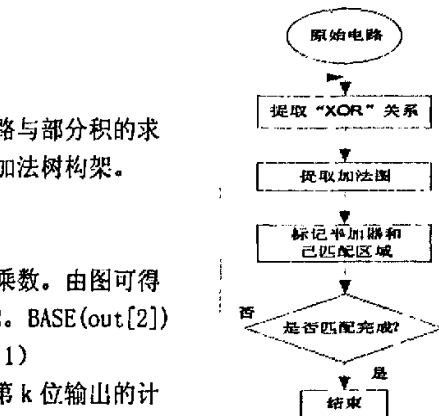 路与部分积的求
加法树构架。
乘数。由图可得
。BASE(out[2])
1)
第 k 位输出的计
原始电路
提取“XOR”关系
提取加法图
标记半加器和
已匹配区域
是否匹配完成?
否
是
结束